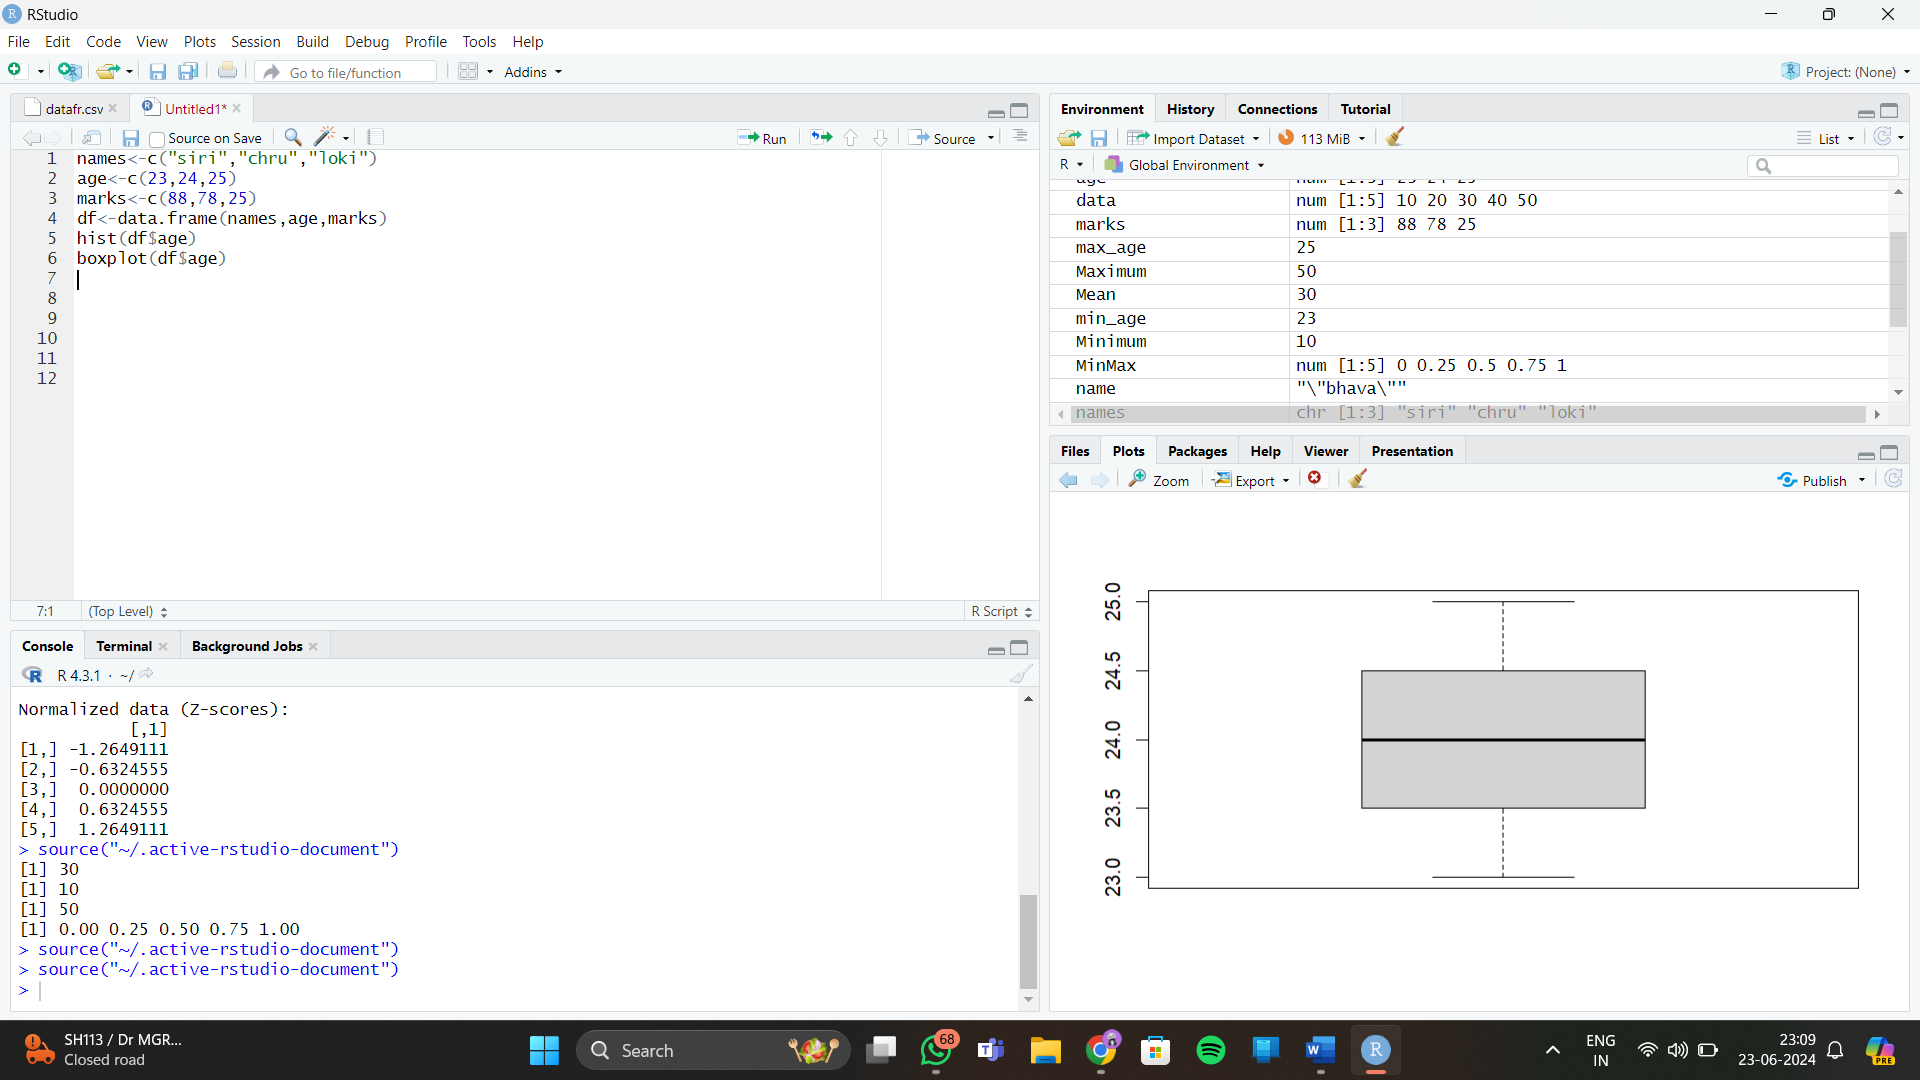 RStudio
File Edit Code View Plots Session Build Debug Profile Tools Help
Go to file/function Addins Project: (None)
datafr.csv Untitled1*
Source on Save Run Source
1 names<-c("siri","chru","loki")
2 age<-c(23,24,25)
3 marks<-c(88,78,25)
4 df<-data.frame(names,age,marks)
5 hist(df$age)
6 boxplot(df$age)
7
8
9
10
11
12
7:1 (Top Level) R Script
Console Terminal Background Jobs
R 4.3.1 · ~/
Normalized data (Z-scores):
[,1]
[1,] -1.2649111
[2,] -0.6324555
[3,] 0.0000000
[4,] 0.6324555
[5,] 1.2649111
> source("~/.active-rstudio-document")
[1] 30
[1] 10
[1] 50
[1] 0.00 0.25 0.50 0.75 1.00
> source("~/.active-rstudio-document")
> source("~/.active-rstudio-document")
>
Environment History Connections Tutorial
Import Dataset 113 MiB List
R Global Environment
age num [1:3] 23 24 25
data num [1:5] 10 20 30 40 50
marks num [1:3] 88 78 25
max_age 25
Maximum 50
Mean 30
min_age 23
Minimum 10
MinMax num [1:5] 0 0.25 0.5 0.75 1
name "\"bhava\""
names chr [1:3] "siri" "chru" "loki"
Files Plots Packages Help Viewer Presentation
Zoom Export Publish
25.0
24.5
24.0
23.5
23.0
SH113 / Dr MGR...
Closed road
Search
68
ENG
IN
23:09
23-06-2024
PRE